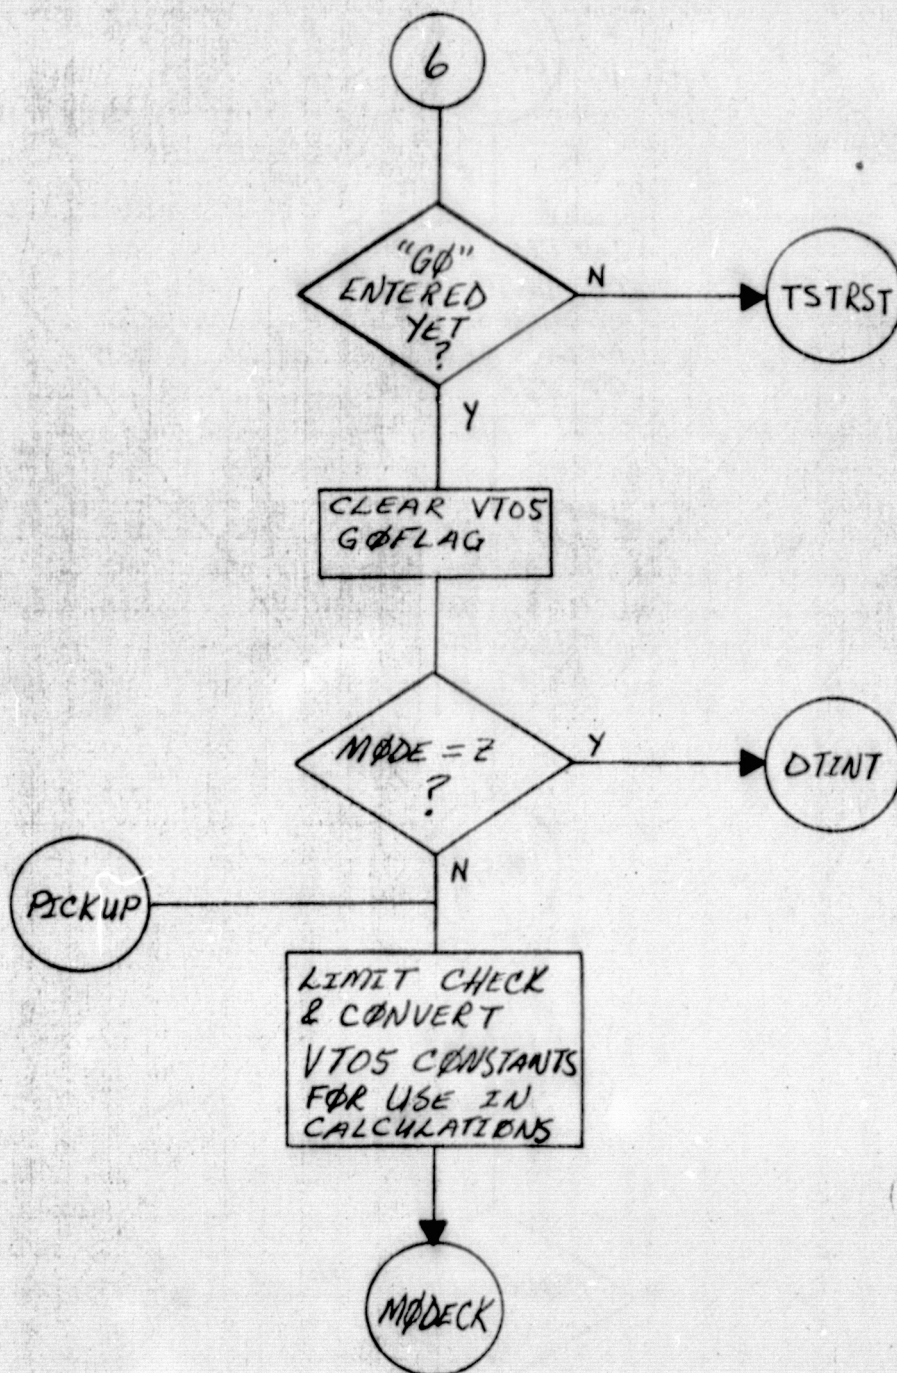 6
"GØ"
ENTERED
YET
?
N
TSTRST
Y
CLEAR VT05
GØFLAG
MØDE = Z
?
Y
DTINT
N
PICKUP
LIMIT CHECK
& CØNVERT
VT05 CØNSTANTS
FØR USE IN
CALCULATIØNS
MØDECK